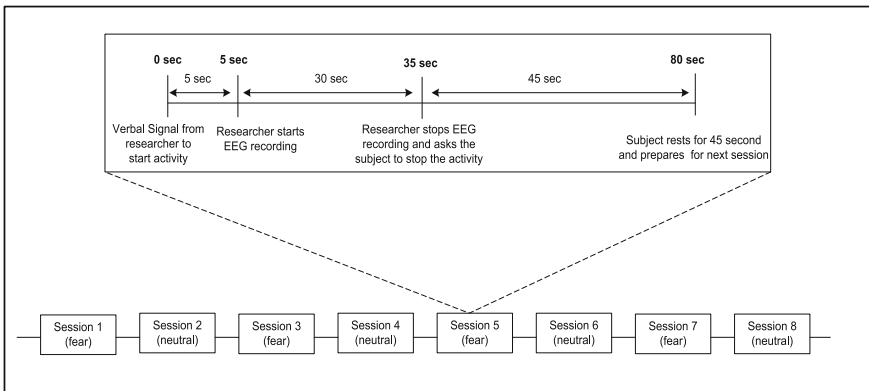 0 sec
5 sec
35 sec
80 sec
5 sec
30 sec
45 sec
Verbal Signal from
researcher to
start activity
Researcher starts
EEG recording
Researcher stops EEG
recording and asks the
subject to stop the activity
Subject rests for 45 second
and prepares for next session
Session 1
(fear)
Session 2
(neutral)
Session 3
(fear)
Session 4
(neutral)
Session 5
(fear)
Session 6
(neutral)
Session 7
(fear)
Session 8
(neutral)